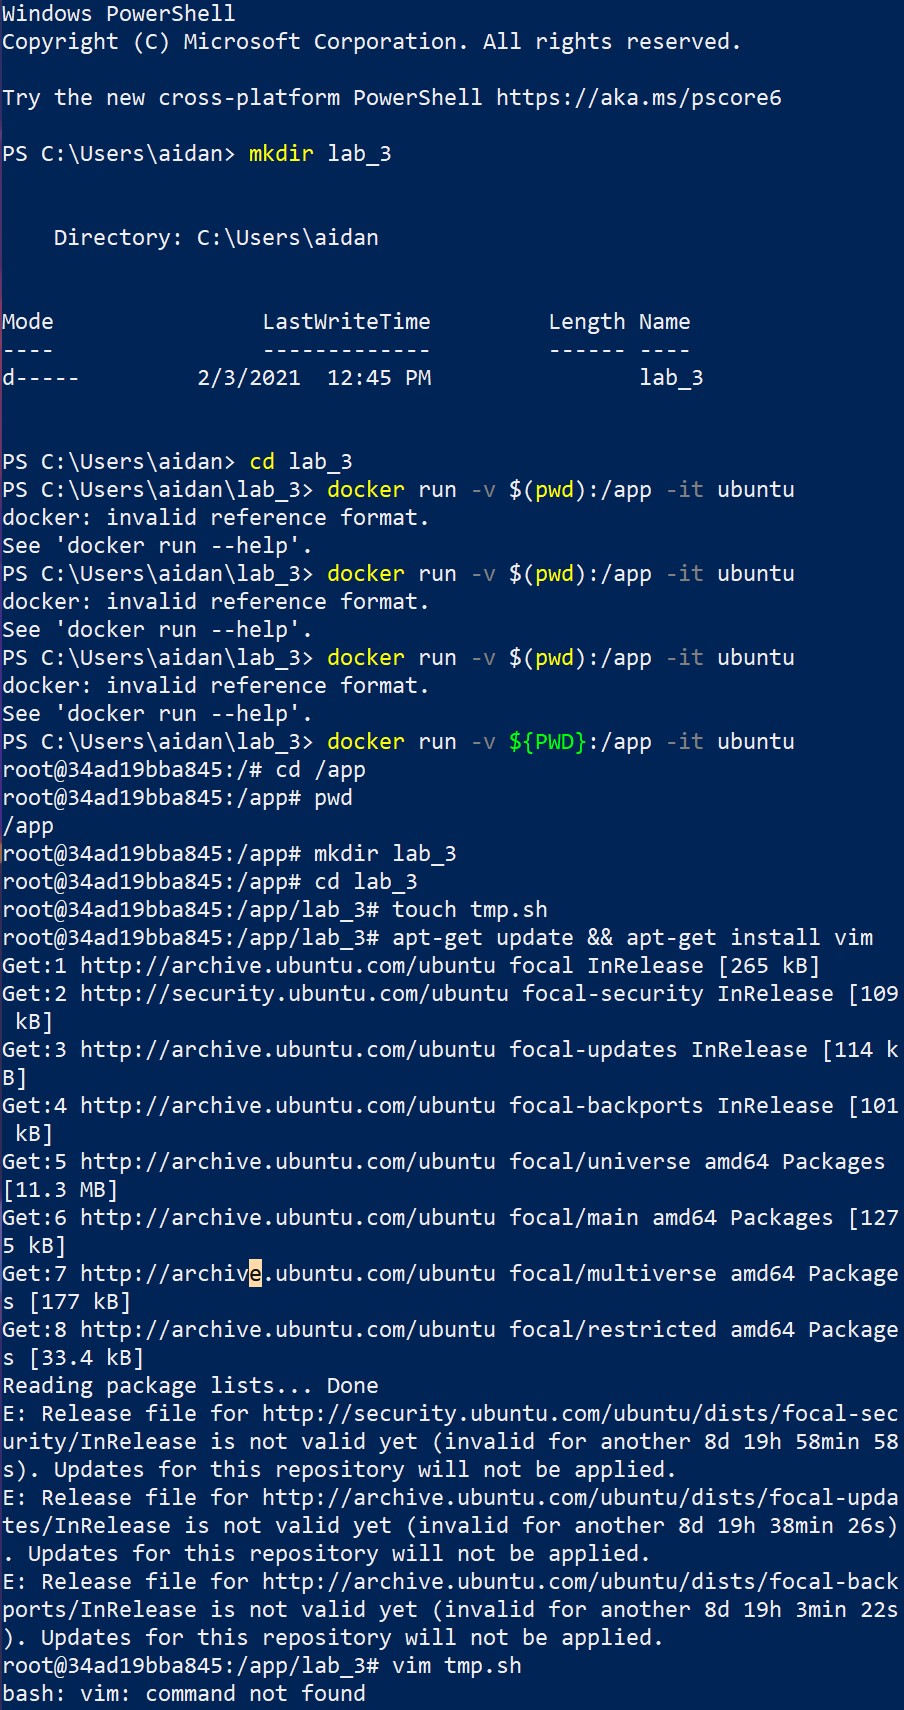 Windows PowerShell
Copyright (C) Microsoft Corporation. All rights reserved.
Try the new cross-platform PowerShell https://aka.ms/pscore6
PS C:\Users\aidan> mkdir lab_3
    Directory: C:\Users\aidan
Mode                LastWriteTime         Length Name
----                -------------         ------ ----
d-----         2/3/2021  12:45 PM                lab_3
PS C:\Users\aidan> cd lab_3
PS C:\Users\aidan\lab_3> docker run -v $(pwd):/app -it ubuntu
docker: invalid reference format.
See 'docker run --help'.
PS C:\Users\aidan\lab_3> docker run -v $(pwd):/app -it ubuntu
docker: invalid reference format.
See 'docker run --help'.
PS C:\Users\aidan\lab_3> docker run -v $(pwd):/app -it ubuntu
docker: invalid reference format.
See 'docker run --help'.
PS C:\Users\aidan\lab_3> docker run -v ${PWD}:/app -it ubuntu
root@34ad19bba845:/# cd /app
root@34ad19bba845:/app# pwd
/app
root@34ad19bba845:/app# mkdir lab_3
root@34ad19bba845:/app# cd lab_3
root@34ad19bba845:/app/lab_3# touch tmp.sh
root@34ad19bba845:/app/lab_3# apt-get update && apt-get install vim
Get:1 http://archive.ubuntu.com/ubuntu focal InRelease [265 kB]
Get:2 http://security.ubuntu.com/ubuntu focal-security InRelease [109
 kB]
Get:3 http://archive.ubuntu.com/ubuntu focal-updates InRelease [114 k
B]
Get:4 http://archive.ubuntu.com/ubuntu focal-backports InRelease [101
 kB]
Get:5 http://archive.ubuntu.com/ubuntu focal/universe amd64 Packages
[11.3 MB]
Get:6 http://archive.ubuntu.com/ubuntu focal/main amd64 Packages [127
5 kB]
Get:7 http://archive.ubuntu.com/ubuntu focal/multiverse amd64 Package
s [177 kB]
Get:8 http://archive.ubuntu.com/ubuntu focal/restricted amd64 Package
s [33.4 kB]
Reading package lists... Done
E: Release file for http://security.ubuntu.com/ubuntu/dists/focal-sec
urity/InRelease is not valid yet (invalid for another 8d 19h 58min 58
s). Updates for this repository will not be applied.
E: Release file for http://archive.ubuntu.com/ubuntu/dists/focal-upda
tes/InRelease is not valid yet (invalid for another 8d 19h 38min 26s)
. Updates for this repository will not be applied.
E: Release file for http://archive.ubuntu.com/ubuntu/dists/focal-back
ports/InRelease is not valid yet (invalid for another 8d 19h 3min 22s
). Updates for this repository will not be applied.
root@34ad19bba845:/app/lab_3# vim tmp.sh
bash: vim: command not found